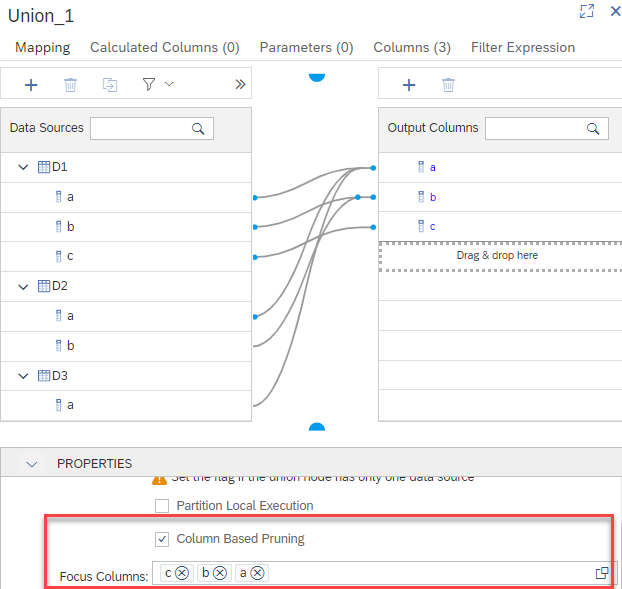 Union_1
Mapping Calculated Columns (0) Parameters (0) Columns (3) Filter Expression
Data Sources
Output Columns
D1
a
b
c
D2
a
b
D3
a
a
b
c
Drag & drop here
PROPERTIES
Set the flag if the union node has only one data source
Partition Local Execution
Column Based Pruning
Focus Columns: c b a